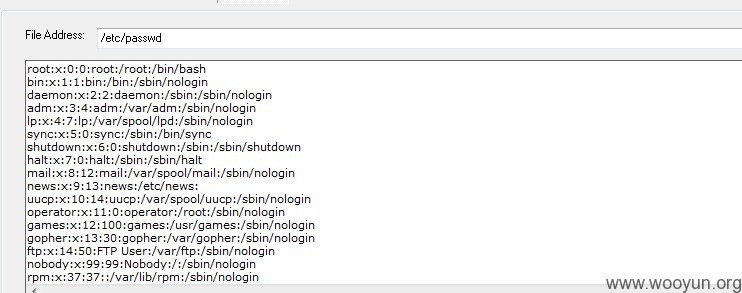 File Address: /etc/passwd
root:x:0:0:root:/root:/bin/bash
bin:x:1:1:bin:/bin:/sbin/nologin
daemon:x:2:2:daemon:/sbin:/sbin/nologin
adm:x:3:4:adm:/var/adm:/sbin/nologin
lp:x:4:7:lp:/var/spool/lpd:/sbin/nologin
sync:x:5:0:sync:/sbin:/bin/sync
shutdown:x:6:0:shutdown:/sbin:/sbin/shutdown
halt:x:7:0:halt:/sbin:/sbin/halt
mail:x:8:12:mail:/var/spool/mail:/sbin/nologin
news:x:9:13:news:/etc/news:
uucp:x:10:14:uucp:/var/spool/uucp:/sbin/nologin
operator:x:11:0:operator:/root:/sbin/nologin
games:x:12:100:games:/usr/games:/sbin/nologin
gopher:x:13:30:gopher:/var/gopher:/sbin/nologin
ftp:x:14:50:FTP User:/var/ftp:/sbin/nologin
nobody:x:99:99:Nobody:/:/sbin/nologin
rpm:x:37:37::/var/lib/rpm:/sbin/nologin
www.wooyun.org